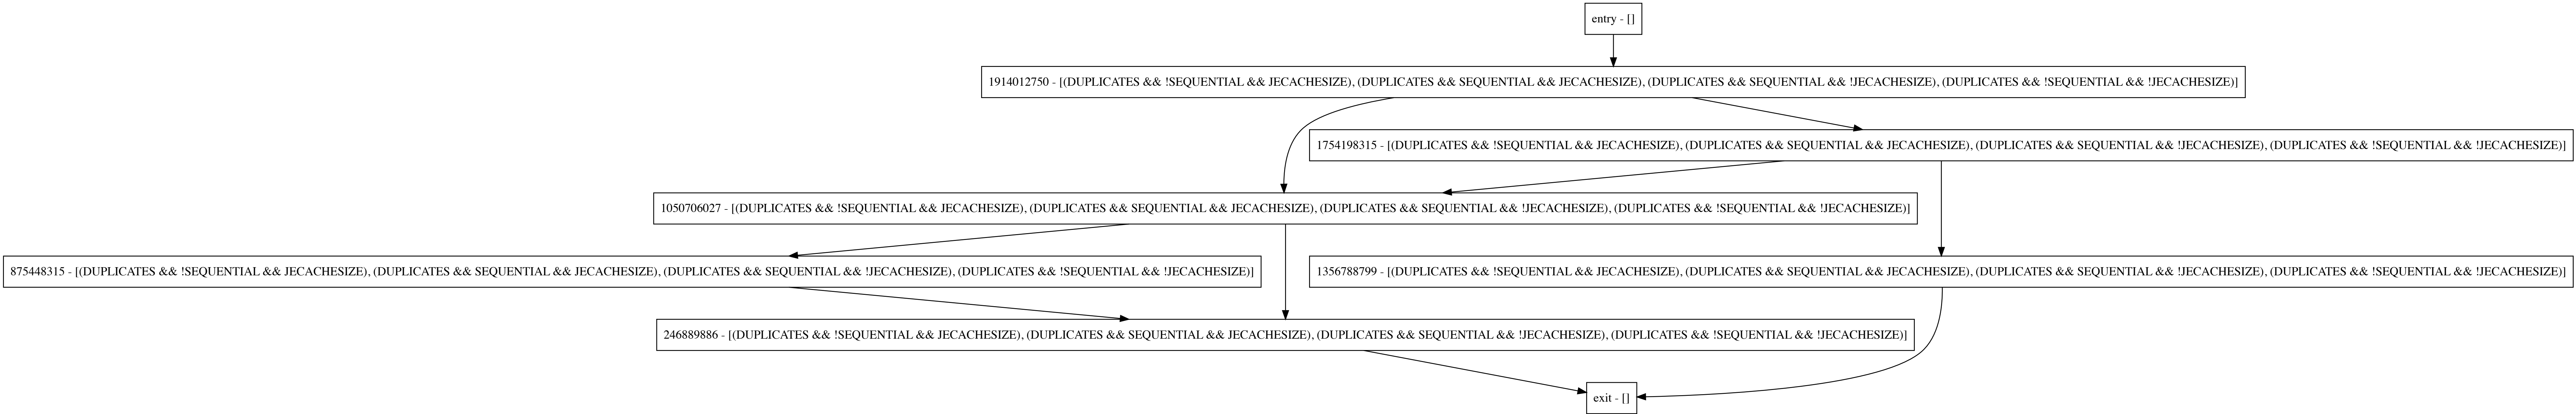 entry - []
1914012750 - [(DUPLICATES && !SEQUENTIAL && JECACHESIZE), (DUPLICATES && SEQUENTIAL && JECACHESIZE), (DUPLICATES && SEQUENTIAL && !JECACHESIZE), (DUPLICATES && !SEQUENTIAL && !JECACHESIZE)]
1754198315 - [(DUPLICATES && !SEQUENTIAL && JECACHESIZE), (DUPLICATES && SEQUENTIAL && JECACHESIZE), (DUPLICATES && SEQUENTIAL && !JECACHESIZE), (DUPLICATES && !SEQUENTIAL && !JECACHESIZE)]
1050706027 - [(DUPLICATES && !SEQUENTIAL && JECACHESIZE), (DUPLICATES && SEQUENTIAL && JECACHESIZE), (DUPLICATES && SEQUENTIAL && !JECACHESIZE), (DUPLICATES && !SEQUENTIAL && !JECACHESIZE)]
875448315 - [(DUPLICATES && !SEQUENTIAL && JECACHESIZE), (DUPLICATES && SEQUENTIAL && JECACHESIZE), (DUPLICATES && SEQUENTIAL && !JECACHESIZE), (DUPLICATES && !SEQUENTIAL && !JECACHESIZE)]
1356788799 - [(DUPLICATES && !SEQUENTIAL && JECACHESIZE), (DUPLICATES && SEQUENTIAL && JECACHESIZE), (DUPLICATES && SEQUENTIAL && !JECACHESIZE), (DUPLICATES && !SEQUENTIAL && !JECACHESIZE)]
246889886 - [(DUPLICATES && !SEQUENTIAL && JECACHESIZE), (DUPLICATES && SEQUENTIAL && JECACHESIZE), (DUPLICATES && SEQUENTIAL && !JECACHESIZE), (DUPLICATES && !SEQUENTIAL && !JECACHESIZE)]
exit - []